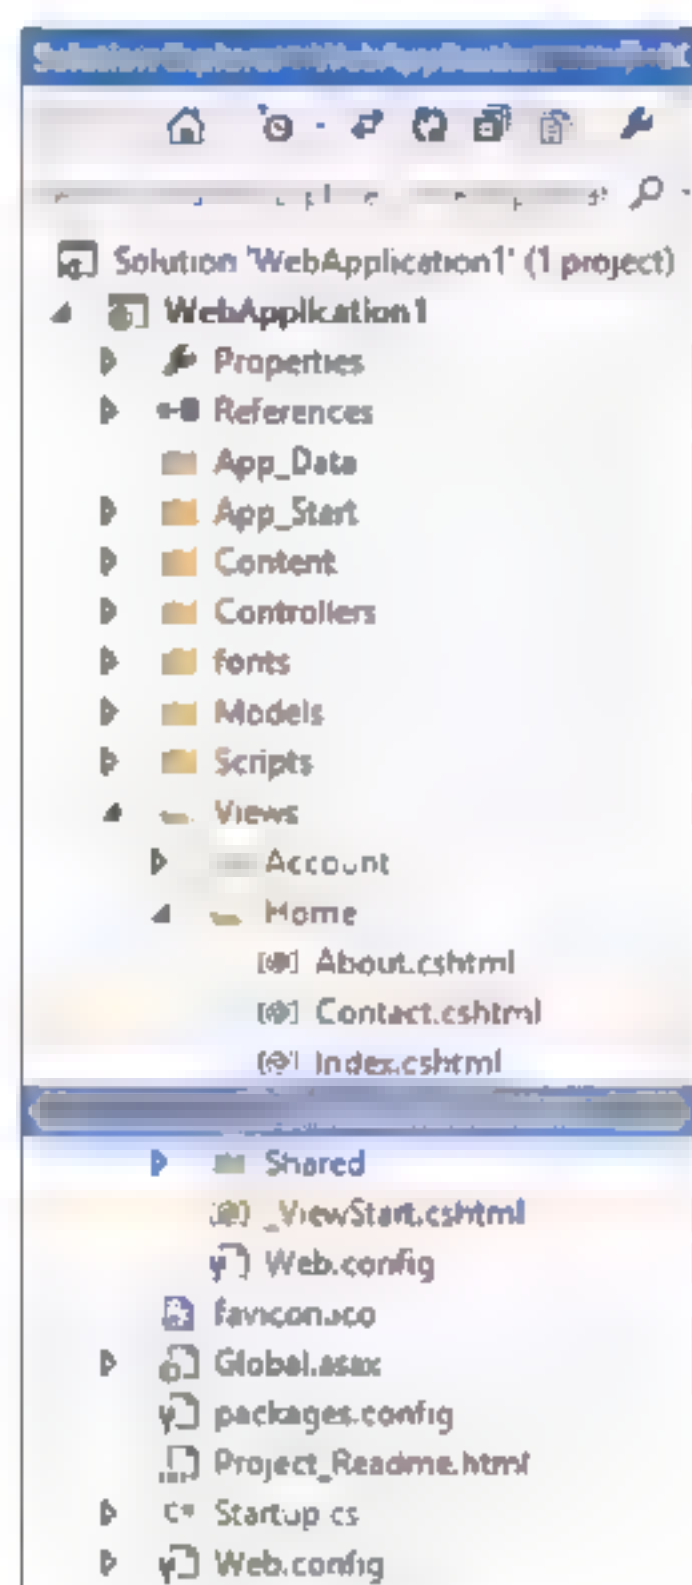 Solution 'WebApplication1' (1 project)
WebApplication1
Properties
References
App_Data
App_Start
Content
Controllers
fonts
Models
Scripts
Views
Account
Home
About.cshtml
Contact.cshtml
Index.cshtml
Shared
_ViewStart.cshtml
Web.config
favicon.ico
Global.asax
packages.config
Project_Readme.html
Startup.cs
Web.config